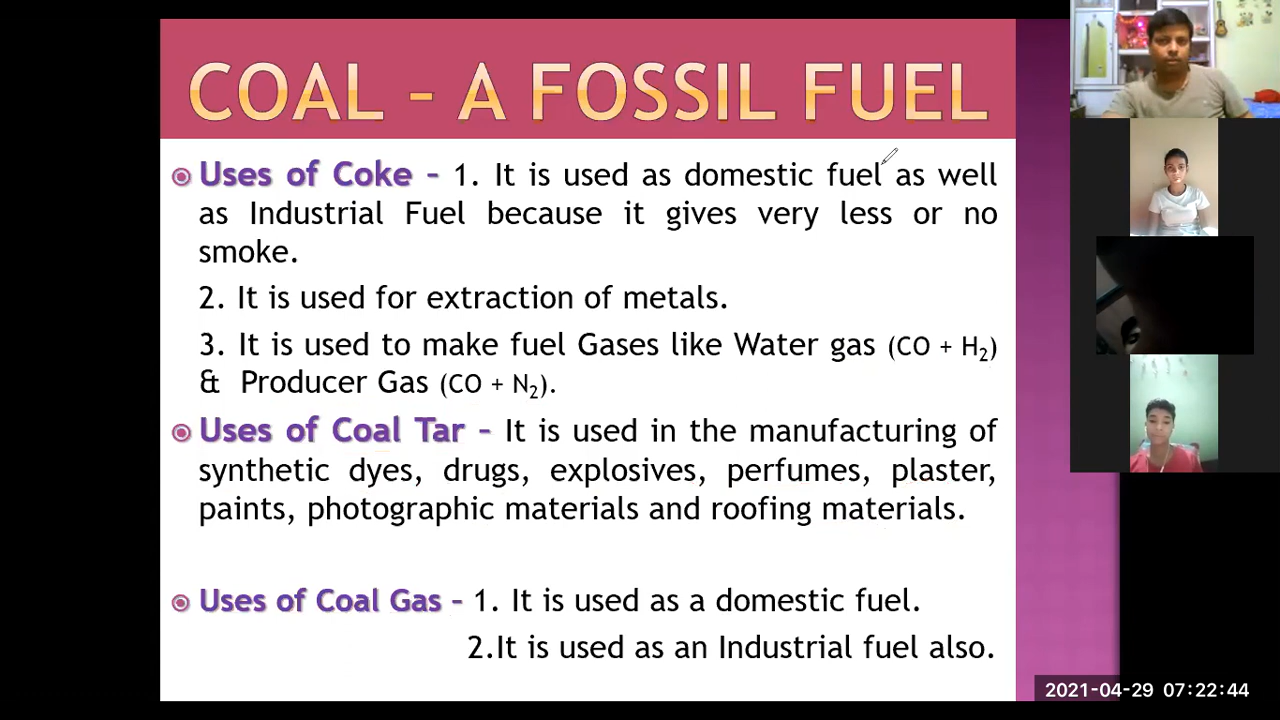 COAL - A FOSSIL FUEL
Uses of Coke - 1. It is used as domestic fuel as well
as Industrial Fuel because it gives very less or no
smoke.
2. It is used for extraction of metals.
3. It is used to make fuel Gases like Water gas (CO + H₂)
& Producer Gas (CO + N₂).
Uses of Coal Tar - It is used in the manufacturing of
synthetic dyes, drugs, explosives, perfumes, plaster,
paints, photographic materials and roofing materials.
Uses of Coal Gas - 1. It is used as a domestic fuel.
2.It is used as an Industrial fuel also.
2021-04-29 07:22:44